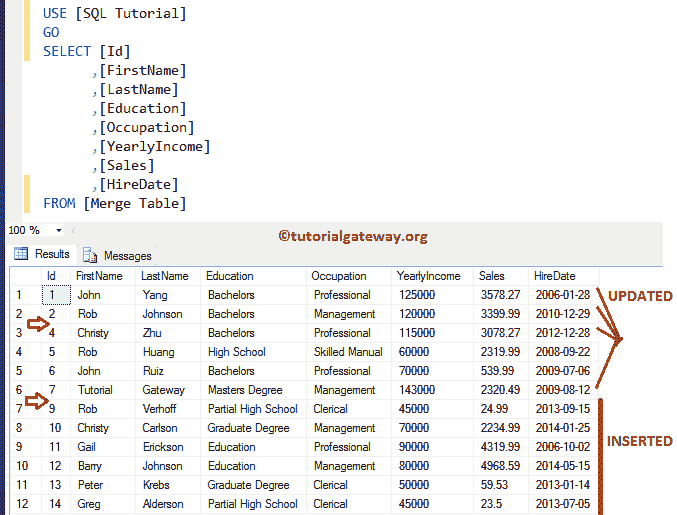 USE [SQL Tutorial]
GO
SELECT [Id]
,[FirstName]
,[LastName]
,[Education]
,[Occupation]
,[YearlyIncome]
,[Sales]
,[HireDate]
FROM [Merge Table]
100 %
©tutorialgateway.org
Results Messages
Id FirstName LastName Education Occupation YearlyIncome Sales HireDate
1 1 John Yang Bachelors Professional 125000 3578.27 2006-01-28 UPDATED
2 2 Rob Johnson Bachelors Management 120000 3399.99 2010-12-29
3 4 Christy Zhu Bachelors Professional 115000 3078.27 2012-12-28
4 5 Rob Huang High School Skilled Manual 60000 2319.99 2008-09-22
5 6 John Ruiz Bachelors Professional 70000 539.99 2009-07-06
6 7 Tutorial Gateway Masters Degree Management 143000 2320.49 2009-08-12
7 9 Rob Verhoff Partial High School Clerical 45000 24.99 2013-09-15
8 10 Christy Carlson Graduate Degree Management 70000 2234.99 2014-01-25
9 11 Gail Erickson Education Professional 90000 4319.99 2006-10-02 INSERTED
10 12 Barry Johnson Education Management 80000 4968.59 2014-05-15
11 13 Peter Krebs Graduate Degree Clerical 50000 59.53 2013-01-14
12 14 Greg Alderson Partial High School Clerical 45000 23.5 2013-07-05